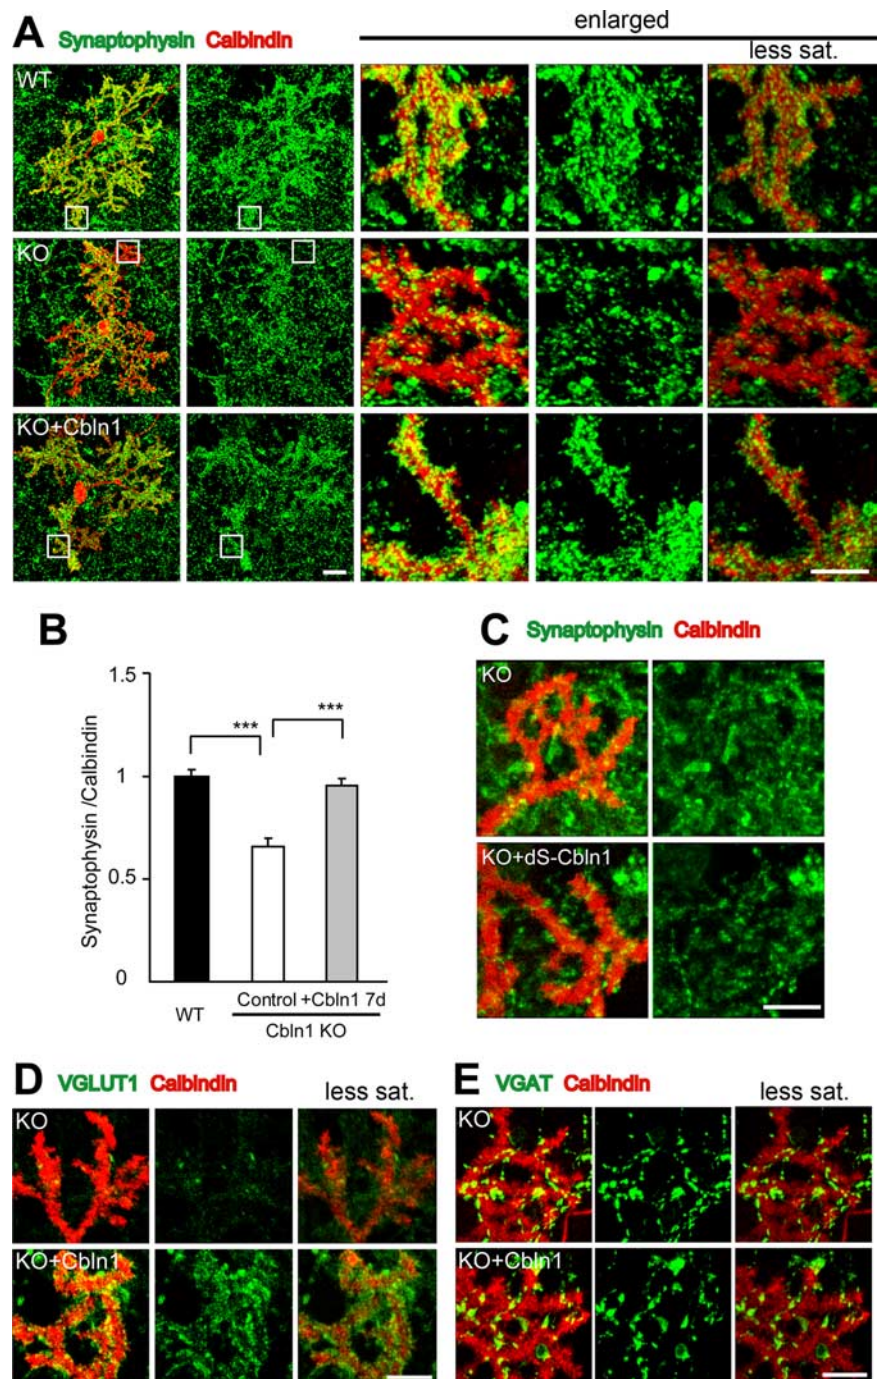 A Synaptophysin Calbindin
enlarged
less sat.
WT
KO
KO+Cbln1
B
1.5
1
0.5
0
Synaptophysin /Calbindin
***
***
WT
Control +Cbln1 7d
Cbln1 KO
C Synaptophysin Calbindin
KO
KO+dS-Cbln1
D VGLUT1 Calbindin
less sat.
KO
KO+Cbln1
E VGAT Calbindin
less sat.
KO
KO+Cbln1